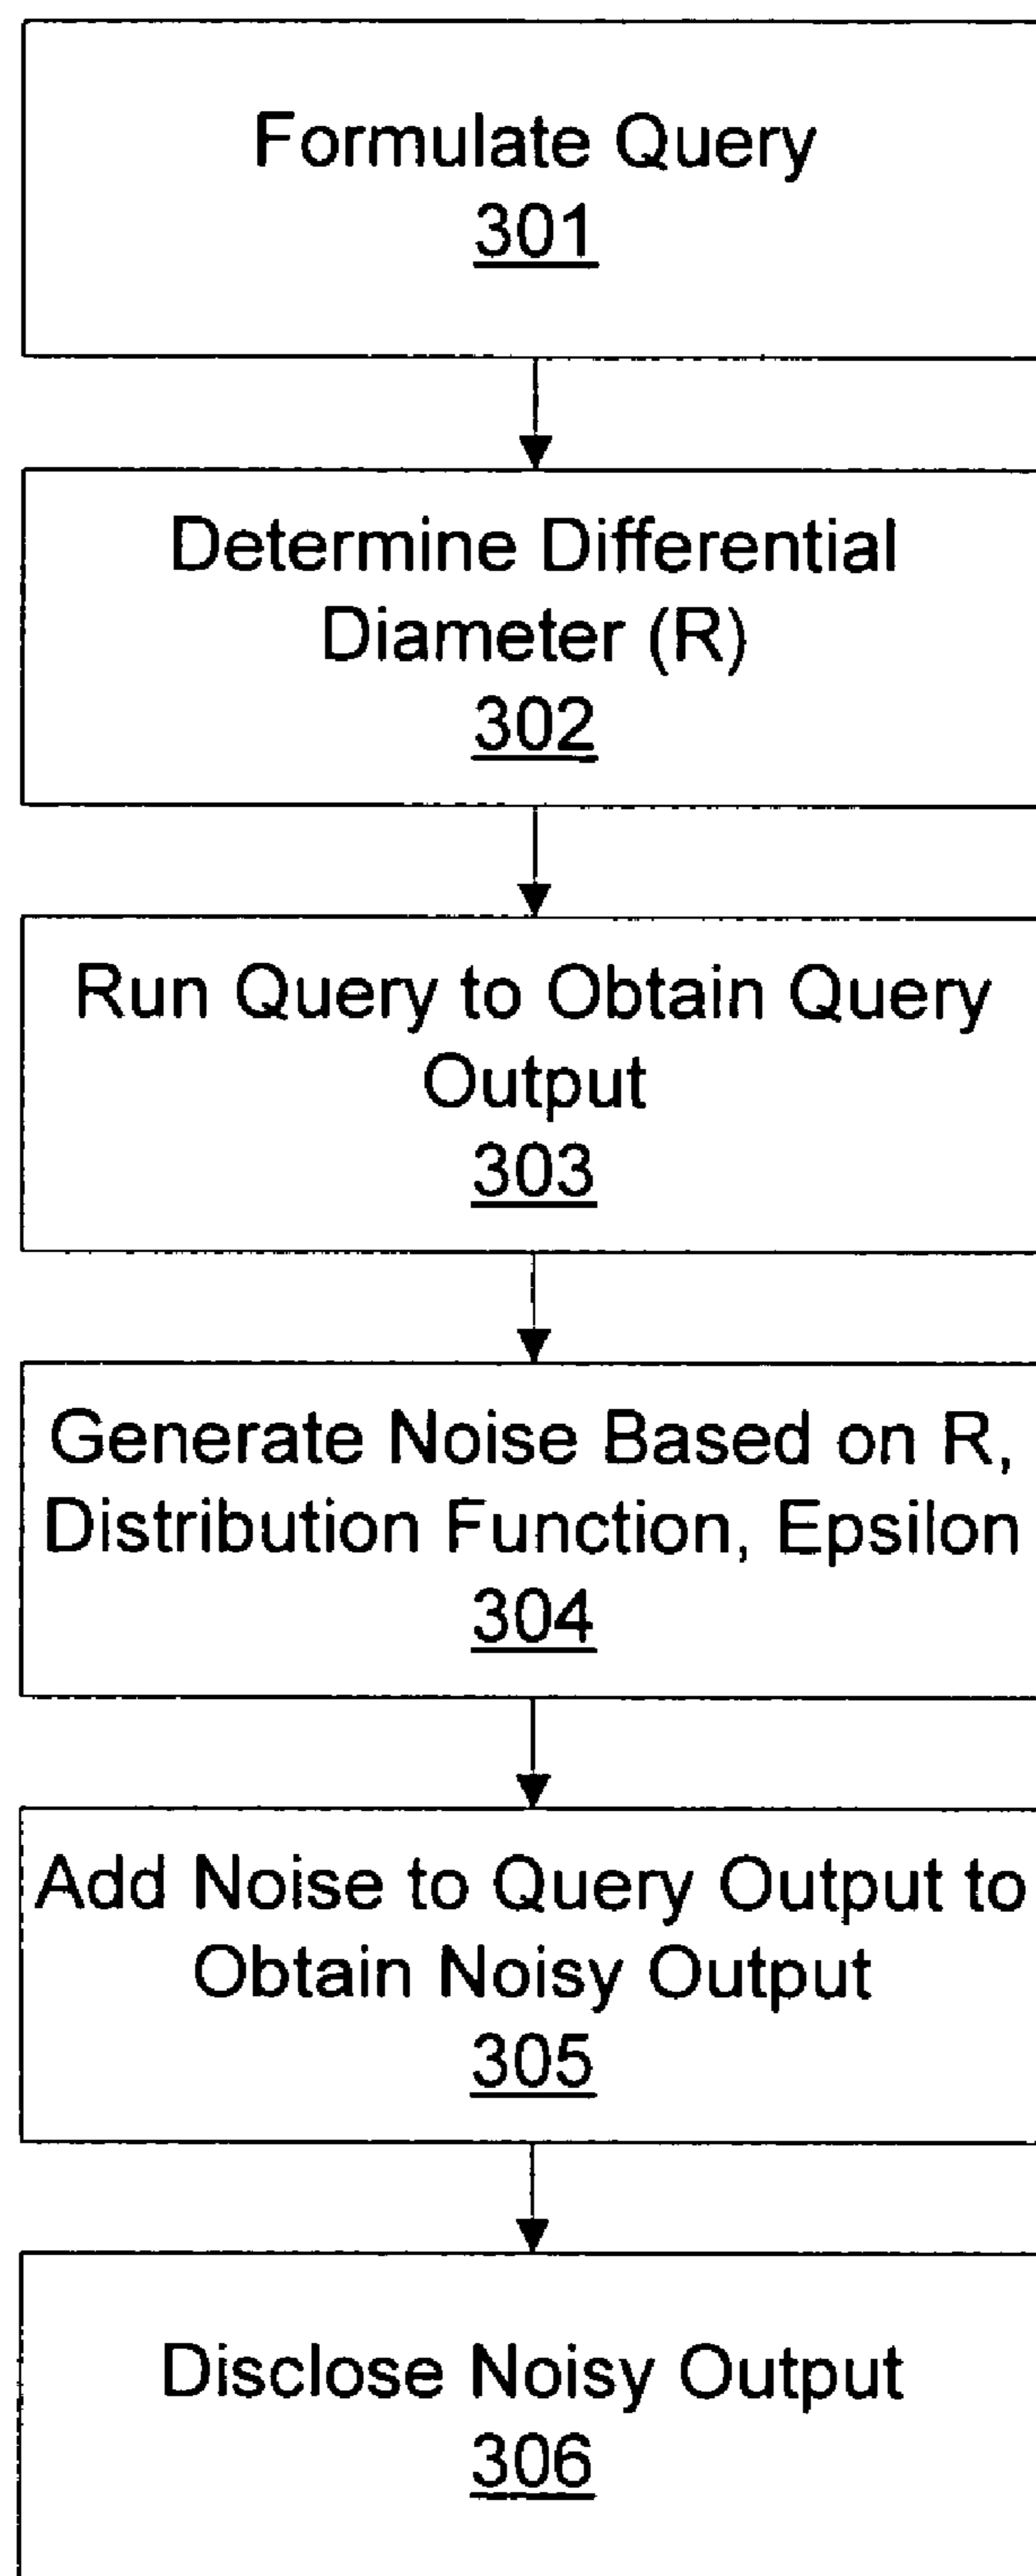 Formulate Query
301
Determine Differential
Diameter (R)
302
Run Query to Obtain Query
Output
303
Generate Noise Based on R,
Distribution Function, Epsilon
304
Add Noise to Query Output to
Obtain Noisy Output
305
Disclose Noisy Output
306